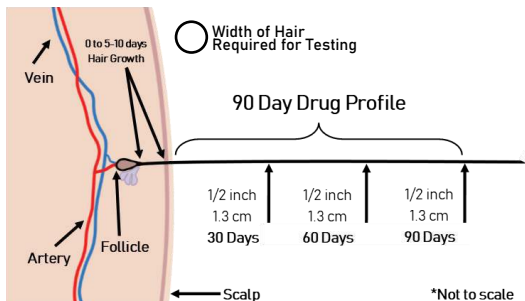 Width of Hair
Required for Testing
0 to 5-10 days
Hair Growth
Vein
90 Day Drug Profile
1/2 inch
1.3 cm
30 Days
1/2 inch
1.3 cm
60 Days
1/2 inch
1.3 cm
90 Days
Follicle
Artery
Scalp
*Not to scale